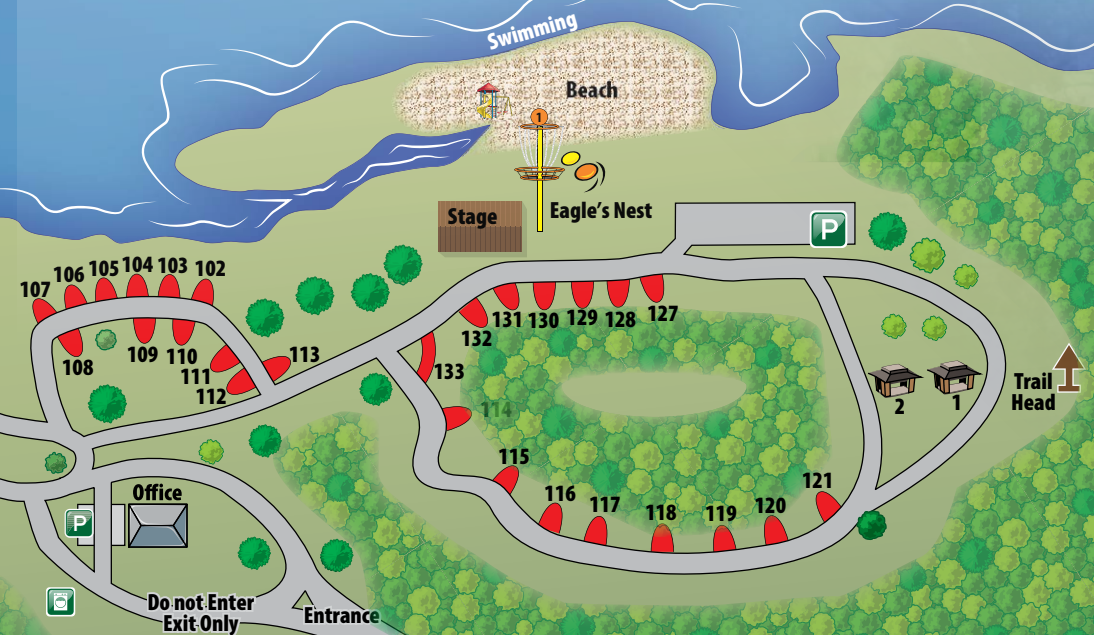 Swimming
Beach
1
Stage
Eagle's Nest
P
107
106
105
104
103
102
108
109
110
111
112
113
132
131
130
129
128
127
133
114
115
116
117
118
119
120
121
2
1
Trail
Head
Office
P
Do not Enter
Exit Only
Entrance